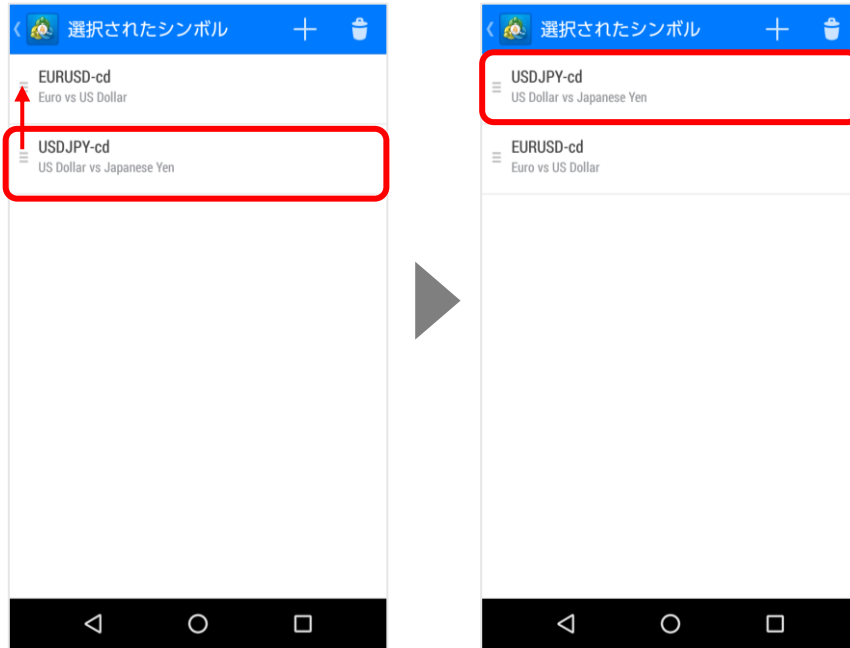 選択されたシンボル
EURUSD-cd
Euro vs US Dollar
USDJPY-cd
US Dollar vs Japanese Yen
選択されたシンボル
USDJPY-cd
US Dollar vs Japanese Yen
EURUSD-cd
Euro vs US Dollar